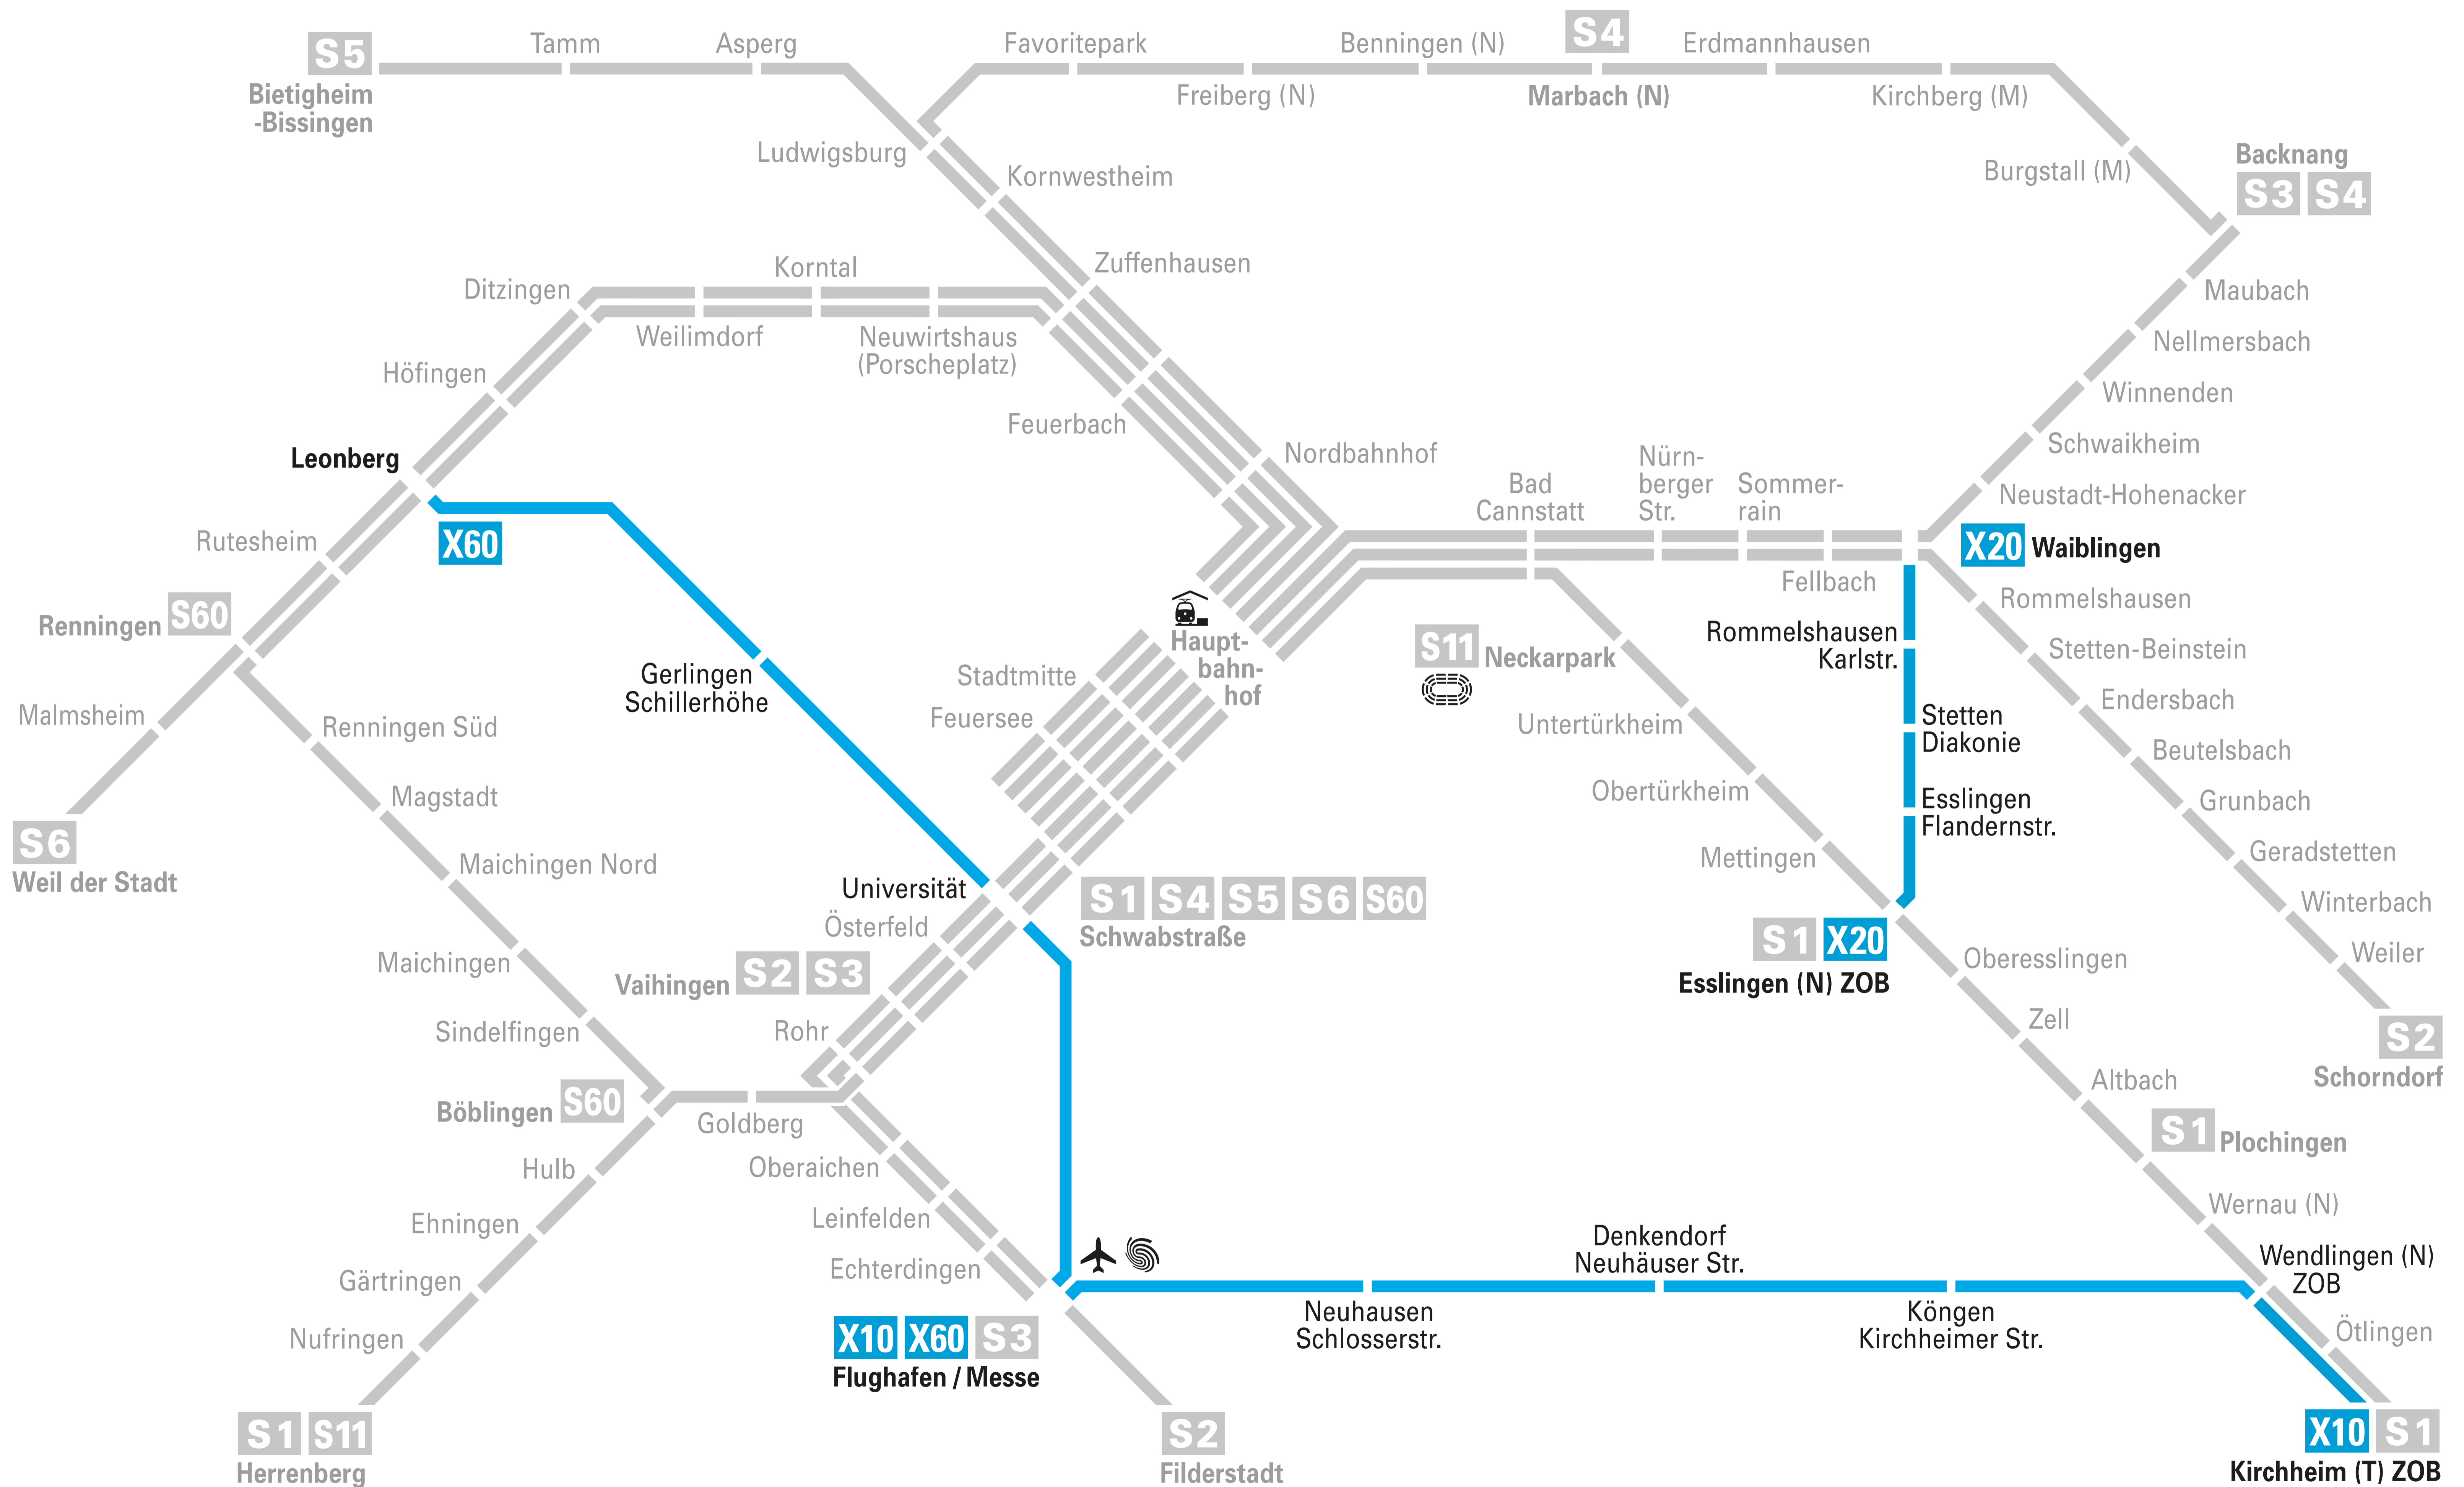 S5
Bietigheim
-Bissingen
Tamm
Asperg
Favoritepark
Freiberg (N)
Benningen (N)
S4
Marbach (N)
Erdmannhausen
Kirchberg (M)
Burgstall (M)
Backnang
S3 S4
Ludwigsburg
Kornwestheim
Zuffenhausen
Maubach
Nellmersbach
Winnenden
Schwaikheim
Neustadt-Hohenacker
Ditzingen
Korntal
Weilimdorf
Neuwirtshaus
(Porscheplatz)
Höfingen
Feuerbach
Nordbahnhof
Leonberg
X60
Bad
Cannstatt
Nürn-
berger
Str.
Sommer-
rain
Fellbach
X20 Waiblingen
Rutesheim
Renningen S60
Malmsheim
S6
Weil der Stadt
Rommelshausen
Stetten-Beinstein
Endersbach
Beutelsbach
Grunbach
Geradstetten
Winterbach
Weiler
S2
Schorndorf
Haupt-
bahn-
hof
Stadtmitte
Feuersee
S11 Neckarpark
Untertürkheim
Obertürkheim
Mettingen
Rommelshausen
Karlstr.
Stetten
Diakonie
Esslingen
Flandernstr.
S1 X20
Esslingen (N) ZOB
Gerlingen
Schillerhöhe
Renningen Süd
Magstadt
Maichingen Nord
Maichingen
Sindelfingen
Böblingen S60
Universität
Österfeld
Vaihingen S2 S3
Rohr
S1 S4 S5 S6 S60
Schwabstraße
Goldberg
Hulb
Ehningen
Gärtringen
Nufringen
S1 S11
Herrenberg
Oberaichen
Leinfelden
Echterdingen
X10 X60 S3
Flughafen / Messe
S2
Filderstadt
Oberesslingen
Zell
Altbach
S1 Plochingen
Wernau (N)
Wendlingen (N)
ZOB
Ötlingen
Neuhausen
Schlosserstr.
Denkendorf
Neuhäuser Str.
Köngen
Kirchheimer Str.
X10 S1
Kirchheim (T) ZOB